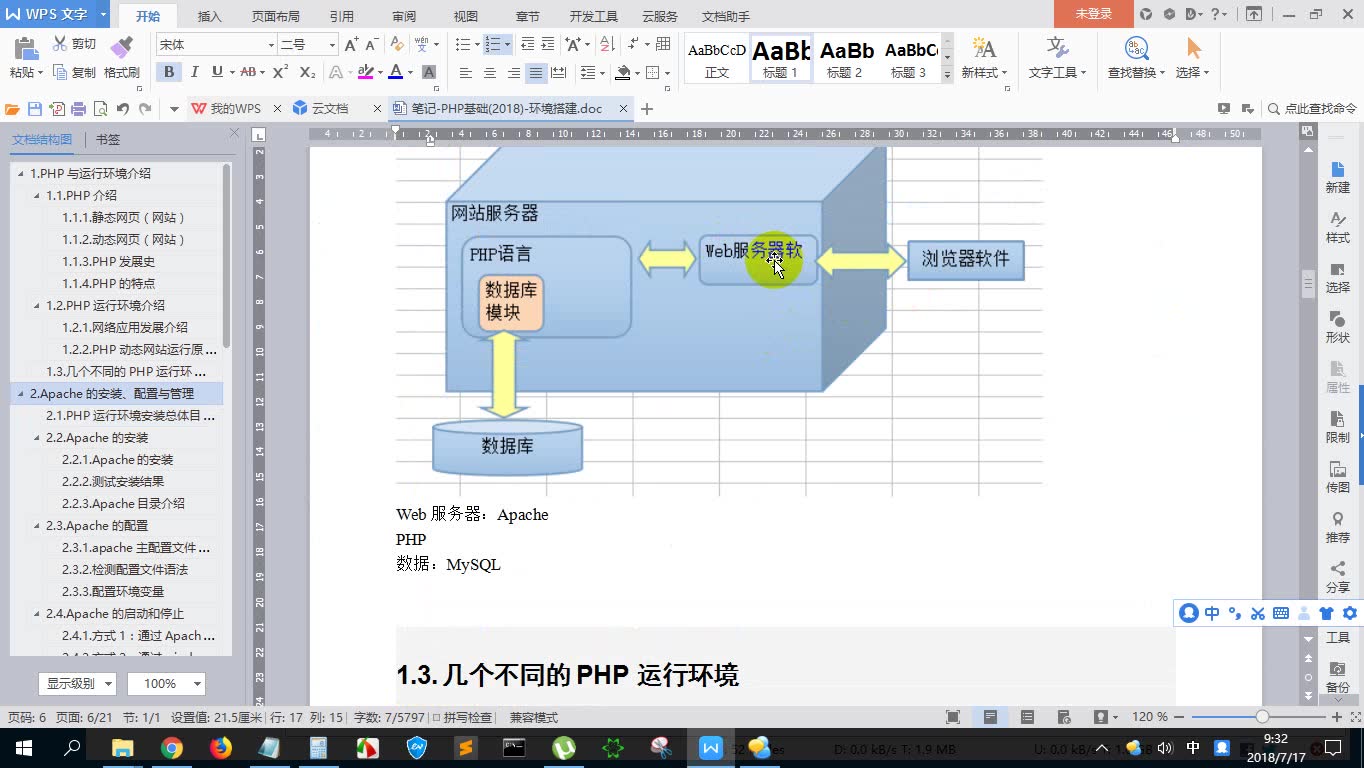 WPS 文字
开始
插入
页面布局
引用
审阅
视图
章节
开发工具
云服务
文档助手
未登录
粘贴
剪切
复制
格式刷
宋体
二号
AaBbCcD
正文
AaBb
标题 1
AaBb
标题 2
AaBbC
标题 3
新样式
文字工具
查找替换
选择
我的WPS
云文档
笔记-PHP基础(2018)-环境搭建.doc
点此查找命令
文档结构图
书签
1.PHP 与运行环境介绍
1.1.PHP 介绍
1.1.1.静态网页（网站）
1.1.2.动态网页（网站）
1.1.3.PHP 发展史
1.1.4.PHP 的特点
1.2.PHP 运行环境介绍
1.2.1.网络应用发展介绍
1.2.2.PHP 动态网站运行原 ...
1.3.几个不同的 PHP 运行环 ...
2.Apache 的安装、配置与管理
2.1.PHP 运行环境安装总体目 ...
2.2.Apache 的安装
2.2.1.Apache的安装
2.2.2.测试安装结果
2.2.3.Apache 目录介绍
2.3.Apache 的配置
2.3.1.apache 主配置文件 ...
2.3.2.检测配置文件语法
2.3.3.配置环境变量
2.4.Apache 的启动和停止
2.4.1.方式 1：通过 Apach ...
显示级别
100%
网站服务器
PHP语言
数据库
模块
Web服务器软
浏览器软件
数据库
Web 服务器：Apache
PHP
数据：MySQL
1.3. 几个不同的 PHP 运行环境
新建
样式
选择
形状
属性
限制
传图
推荐
分享
工具
备份
中
页码: 6 页面: 6/21 节: 1/1 设置值: 21.5厘米 行: 17 列: 15 字数: 7/5797 拼写检查 兼容模式
120 %
D: 0.0 kB/s T: 1.9 MB
中
9:32
2018/7/17